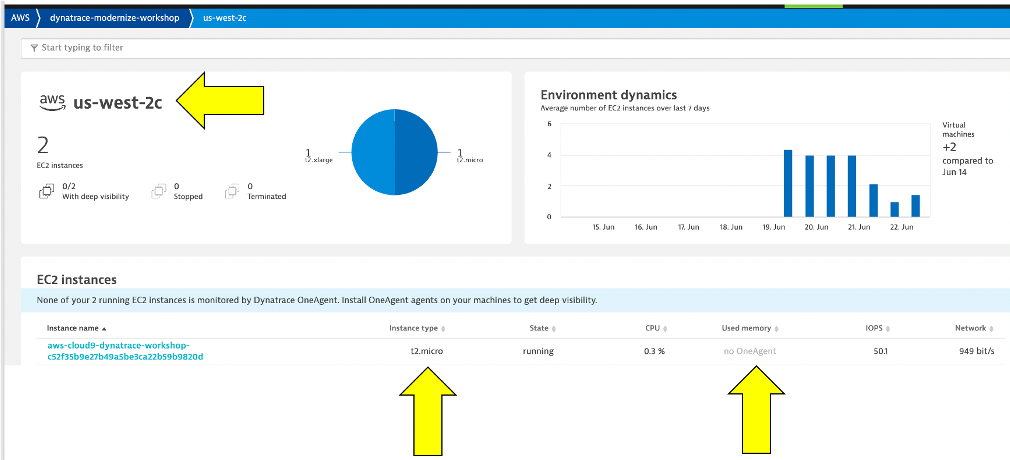 AWS dynatrace-modernize-workshop us-west-2c
Start typing to filter
aws us-west-2c
2
EC2 instances
0/2
With deep visibility
0
Stopped
0
Terminated
1
t2.xlarge
1
t2.micro
Environment dynamics
Average number of EC2 instances over last 7 days
6
4
2
0
15. Jun 16. Jun 17. Jun 18. Jun 19. Jun 20. Jun 21. Jun 22. Jun
Virtual
machines
+2
compared to
Jun 14
EC2 instances
None of your 2 running EC2 instances is monitored by Dynatrace OneAgent. Install OneAgent agents on your machines to get deep visibility.
Instance name Instance type State CPU Used memory IOPS Network
aws-cloud9-dynatrace-workshop-
c52f35b9e27b49a5be3ca22b59b9820d
t2.micro running 0.3 % no OneAgent 50.1 949 bit/s